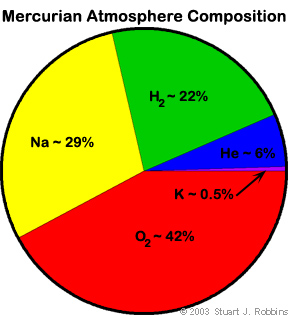 Mercurian Atmosphere Composition
H₂ ~ 22%
Na ~ 29%
He ~ 6%
K ~ 0.5%
O₂ ~ 42%
© 2003 Stuart J. Robbins